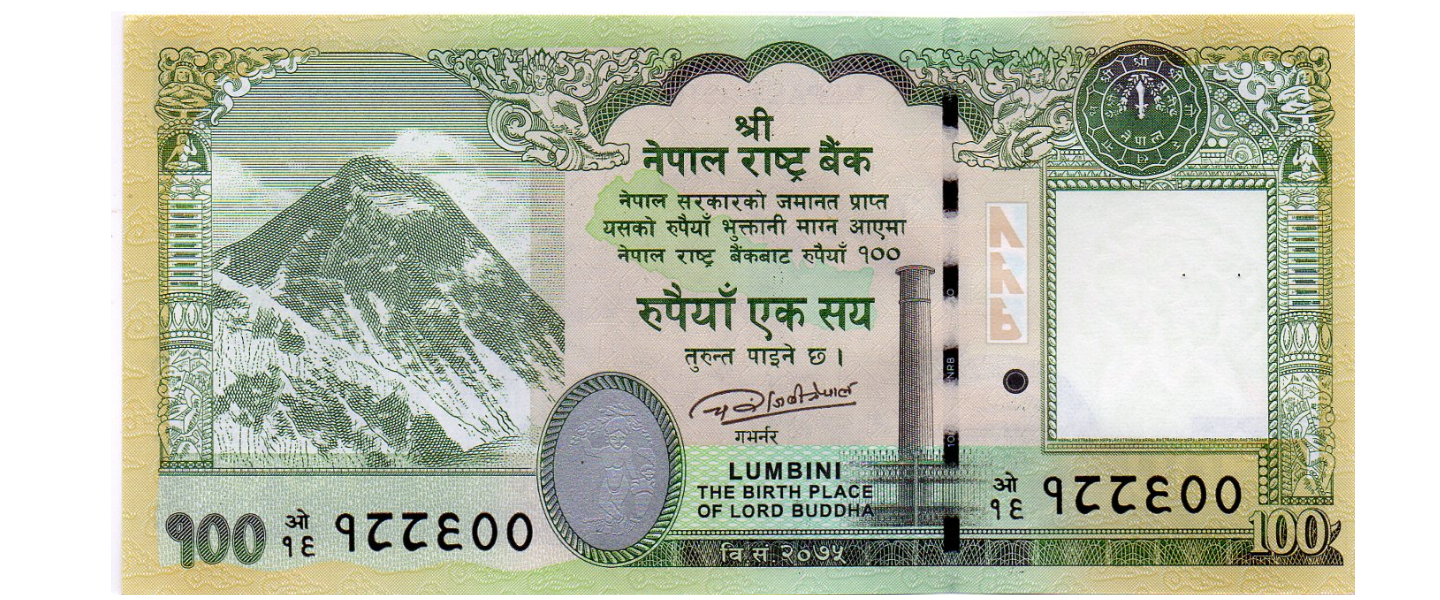 श्री
नेपाल राष्ट्र बैंक
नेपाल सरकारको जमानत प्राप्त
यसको रुपैयाँ भुक्तानी माग्न आएमा
नेपाल राष्ट्र बैंकबाट रुपैयाँ १००
रुपैयाँ एक सय
तुरुन्त पाइने छ ।
गभर्नर
LUMBINI
THE BIRTH PLACE
OF LORD BUDDHA
वि.सं.२०७५
१००
ओ
१६ १८८६००
NRB
ओ
१६ १८८६००
100